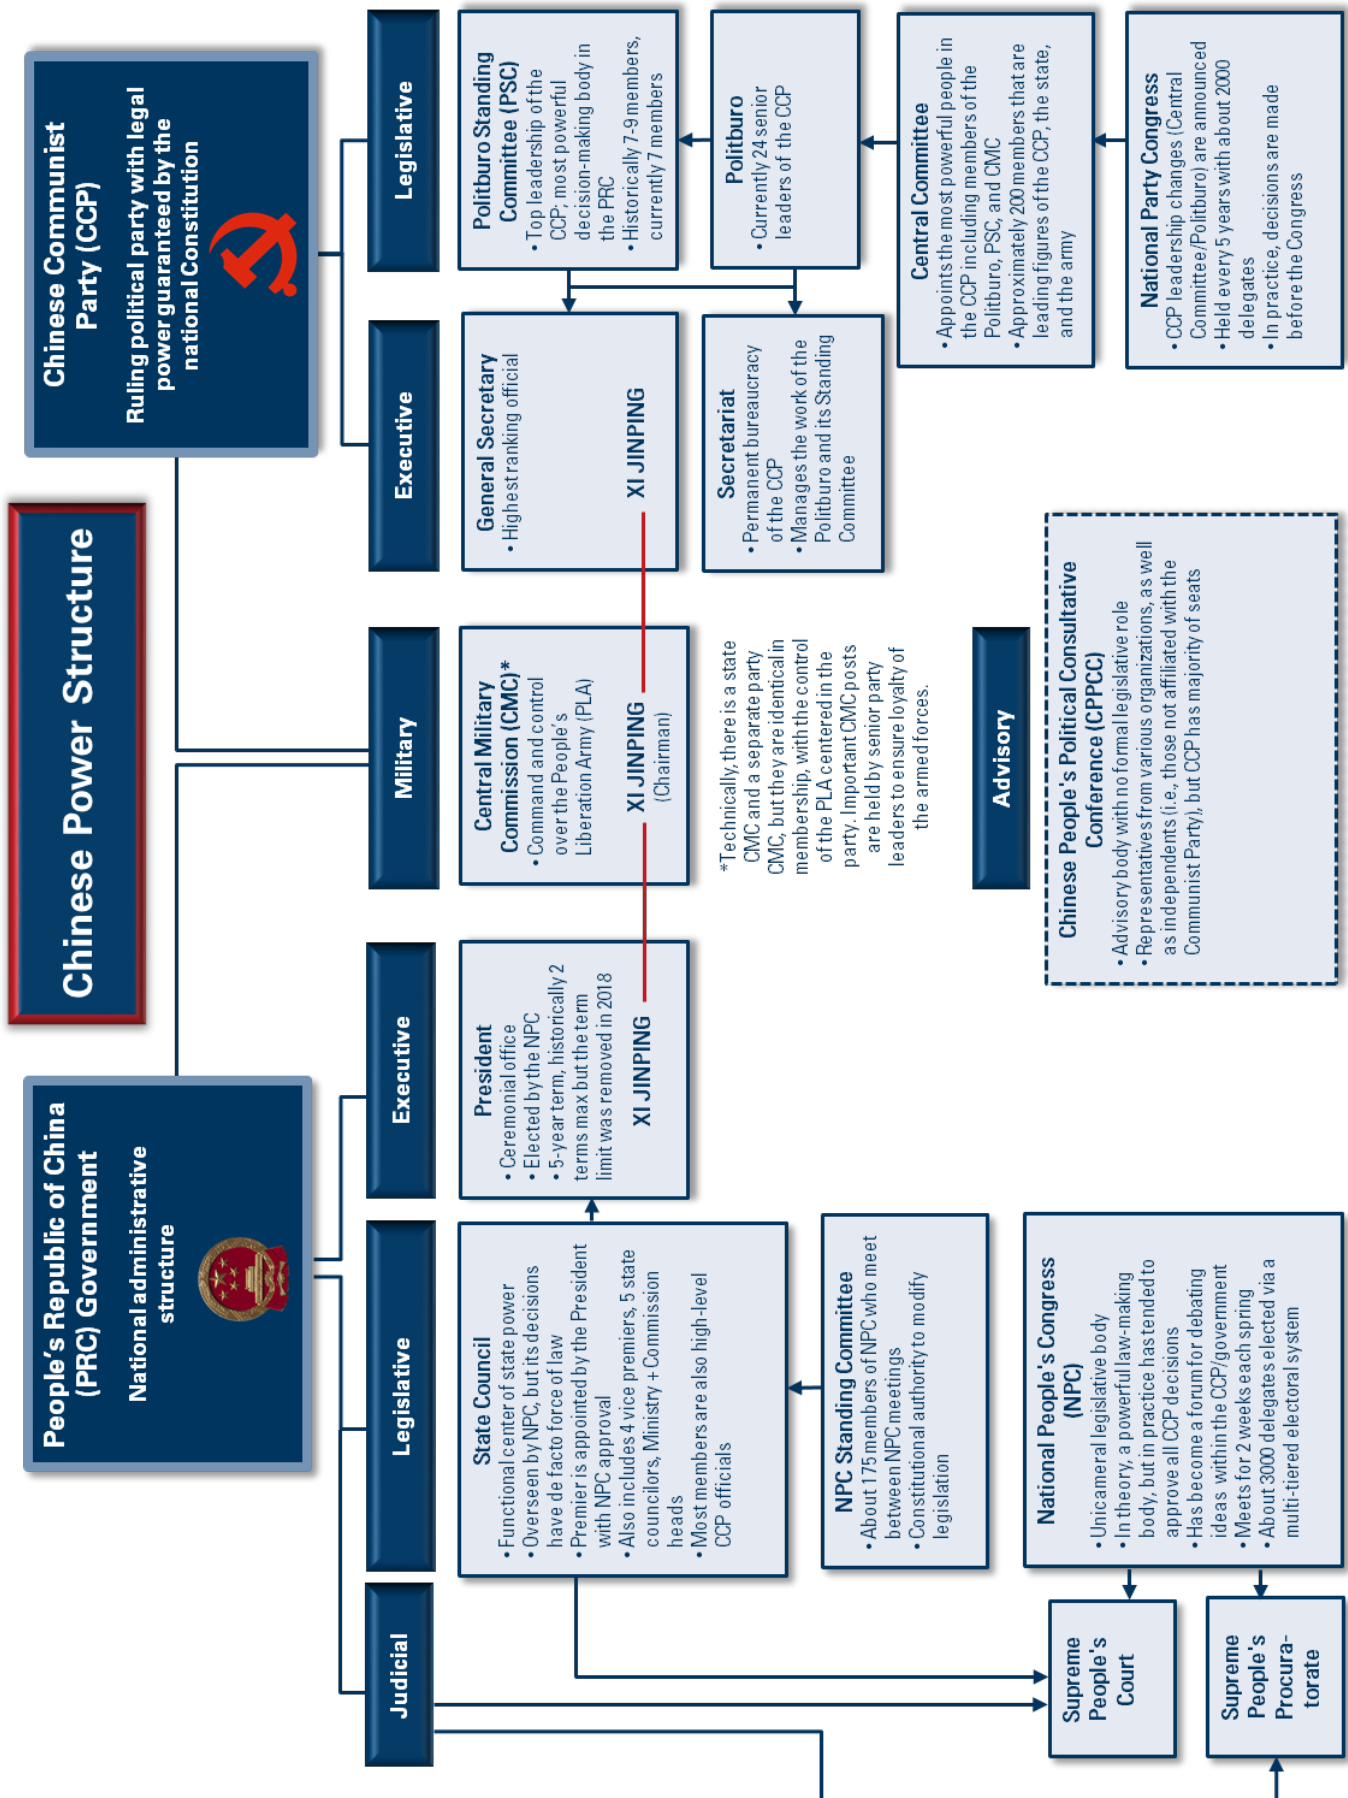 Chinese Power Structure
People's Republic of China
(PRC) Government
National administrative
structure
Chinese Communist
Party (CCP)
Ruling political party with legal
power guaranteed by the
national Constitution
Judicial
Legislative
Executive
Military
Executive
Legislative
State Council
• Functional center of state power
• Overseen by NPC, but its decisions
have de facto force of law
• Premier is appointed by the President
with NPC approval
• Also includes 4 vice premiers, 5 state
councilors, Ministry + Commission
heads
• Most members are also high-level
CCP officials
President
• Ceremonial office
• Elected by the NPC
• 5-year term, historically 2
terms max but the term
limit was removed in 2018
XI JINPING
Central Military
Commission (CMC)*
• Command and control
over the People's
Liberation Army (PLA)
XI JINPING
(Chairman)
General Secretary
• Highest ranking official
XI JINPING
Politburo Standing
Committee (PSC)
• Top leadership of the
CCP; most powerful
decision-making body in
the PRC
• Historically 7-9 members,
currently 7 members
NPC Standing Committee
• About 175 members of NPC who meet
between NPC meetings
• Constitutional authority to modify
legislation
*Technically, there is a state
CMC and a separate party
CMC, but they are identical in
membership, with the control
of the PLA centered in the
party. Important CMC posts
are held by senior party
leaders to ensure loyalty of
the armed forces.
Secretariat
• Permanent bureaucracy
of the CCP
• Manages the work of the
Politburo and its Standing
Committee
Politburo
• Currently 24 senior
leaders of the CCP
Central Committee
• Appoints the most powerful people in
the CCP including members of the
Politburo, PSC, and CMC
• Approximately 200 members that are
leading figures of the CCP, the state,
and the army
Supreme
People's
Court
Supreme
People's
Procura-
torate
National People's Congress
(NPC)
• Unicameral legislative body
• In theory, a powerful law-making
body, but in practice has tended to
approve all CCP decisions
• Has become a forum for debating
ideas within the CCP/government
• Meets for 2 weeks each spring
• About 3000 delegates elected via a
multi-tiered electoral system
Advisory
Chinese People's Political Consultative
Conference (CPPCC)
• Advisory body with no formal legislative role
• Representatives from various organizations, as well
as independents (i.e., those not affiliated with the
Communist Party), but CCP has majority of seats
National Party Congress
• CCP leadership changes (Central
Committee/Politburo) are announced
• Held every 5 years with about 2000
delegates
• In practice, decisions are made
before the Congress